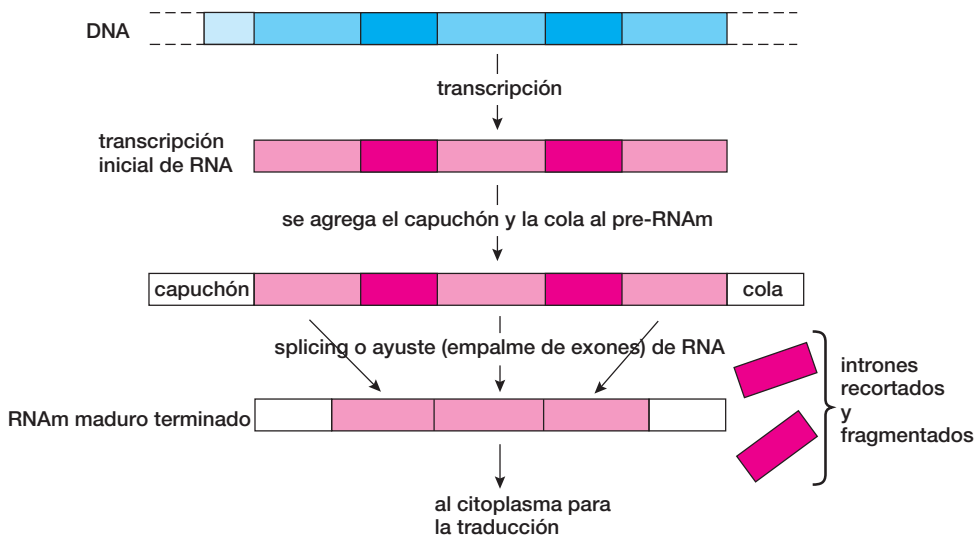 DNA
transcripción
transcripción
inicial de RNA
se agrega el capuchón y la cola al pre-RNAm
capuchón
cola
splicing o ayuste (empalme de exones) de RNA
intrones
recortados
y
fragmentados
RNAm maduro terminado
al citoplasma para
la traducción